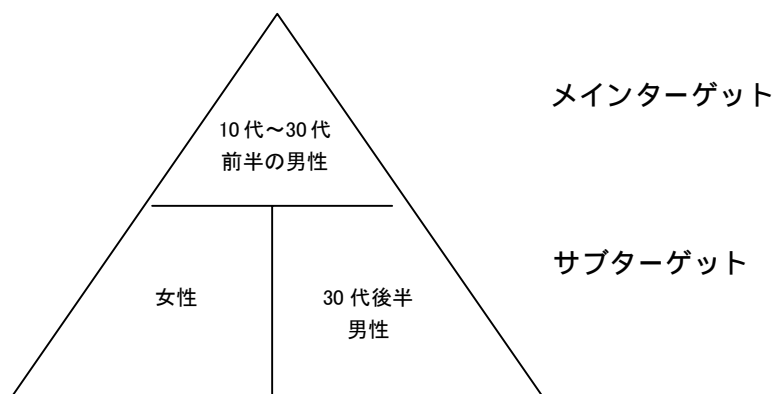 メインターゲット
10代～30代
前半の男性
サブターゲット
女性
30代後半
男性